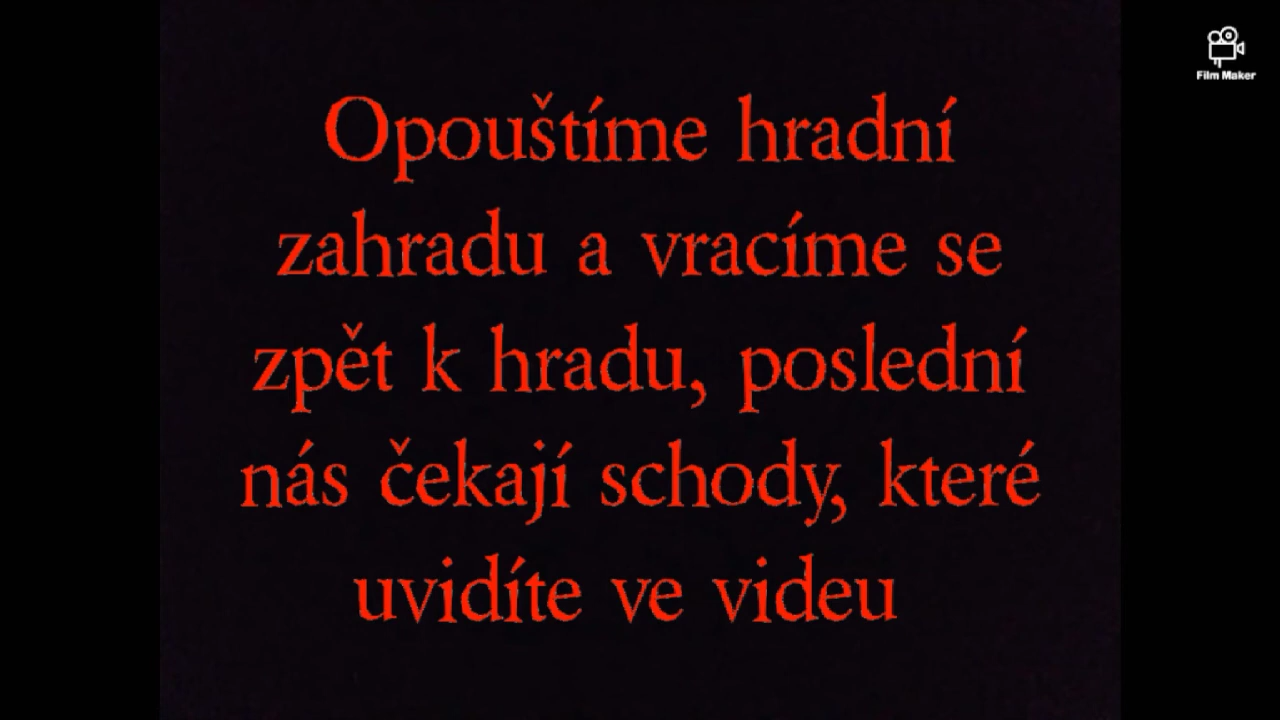 Film Maker
Opouštíme hradní
zahradu a vracíme se
zpět k hradu, poslední
nás čekají schody, které
uvidíte ve videu